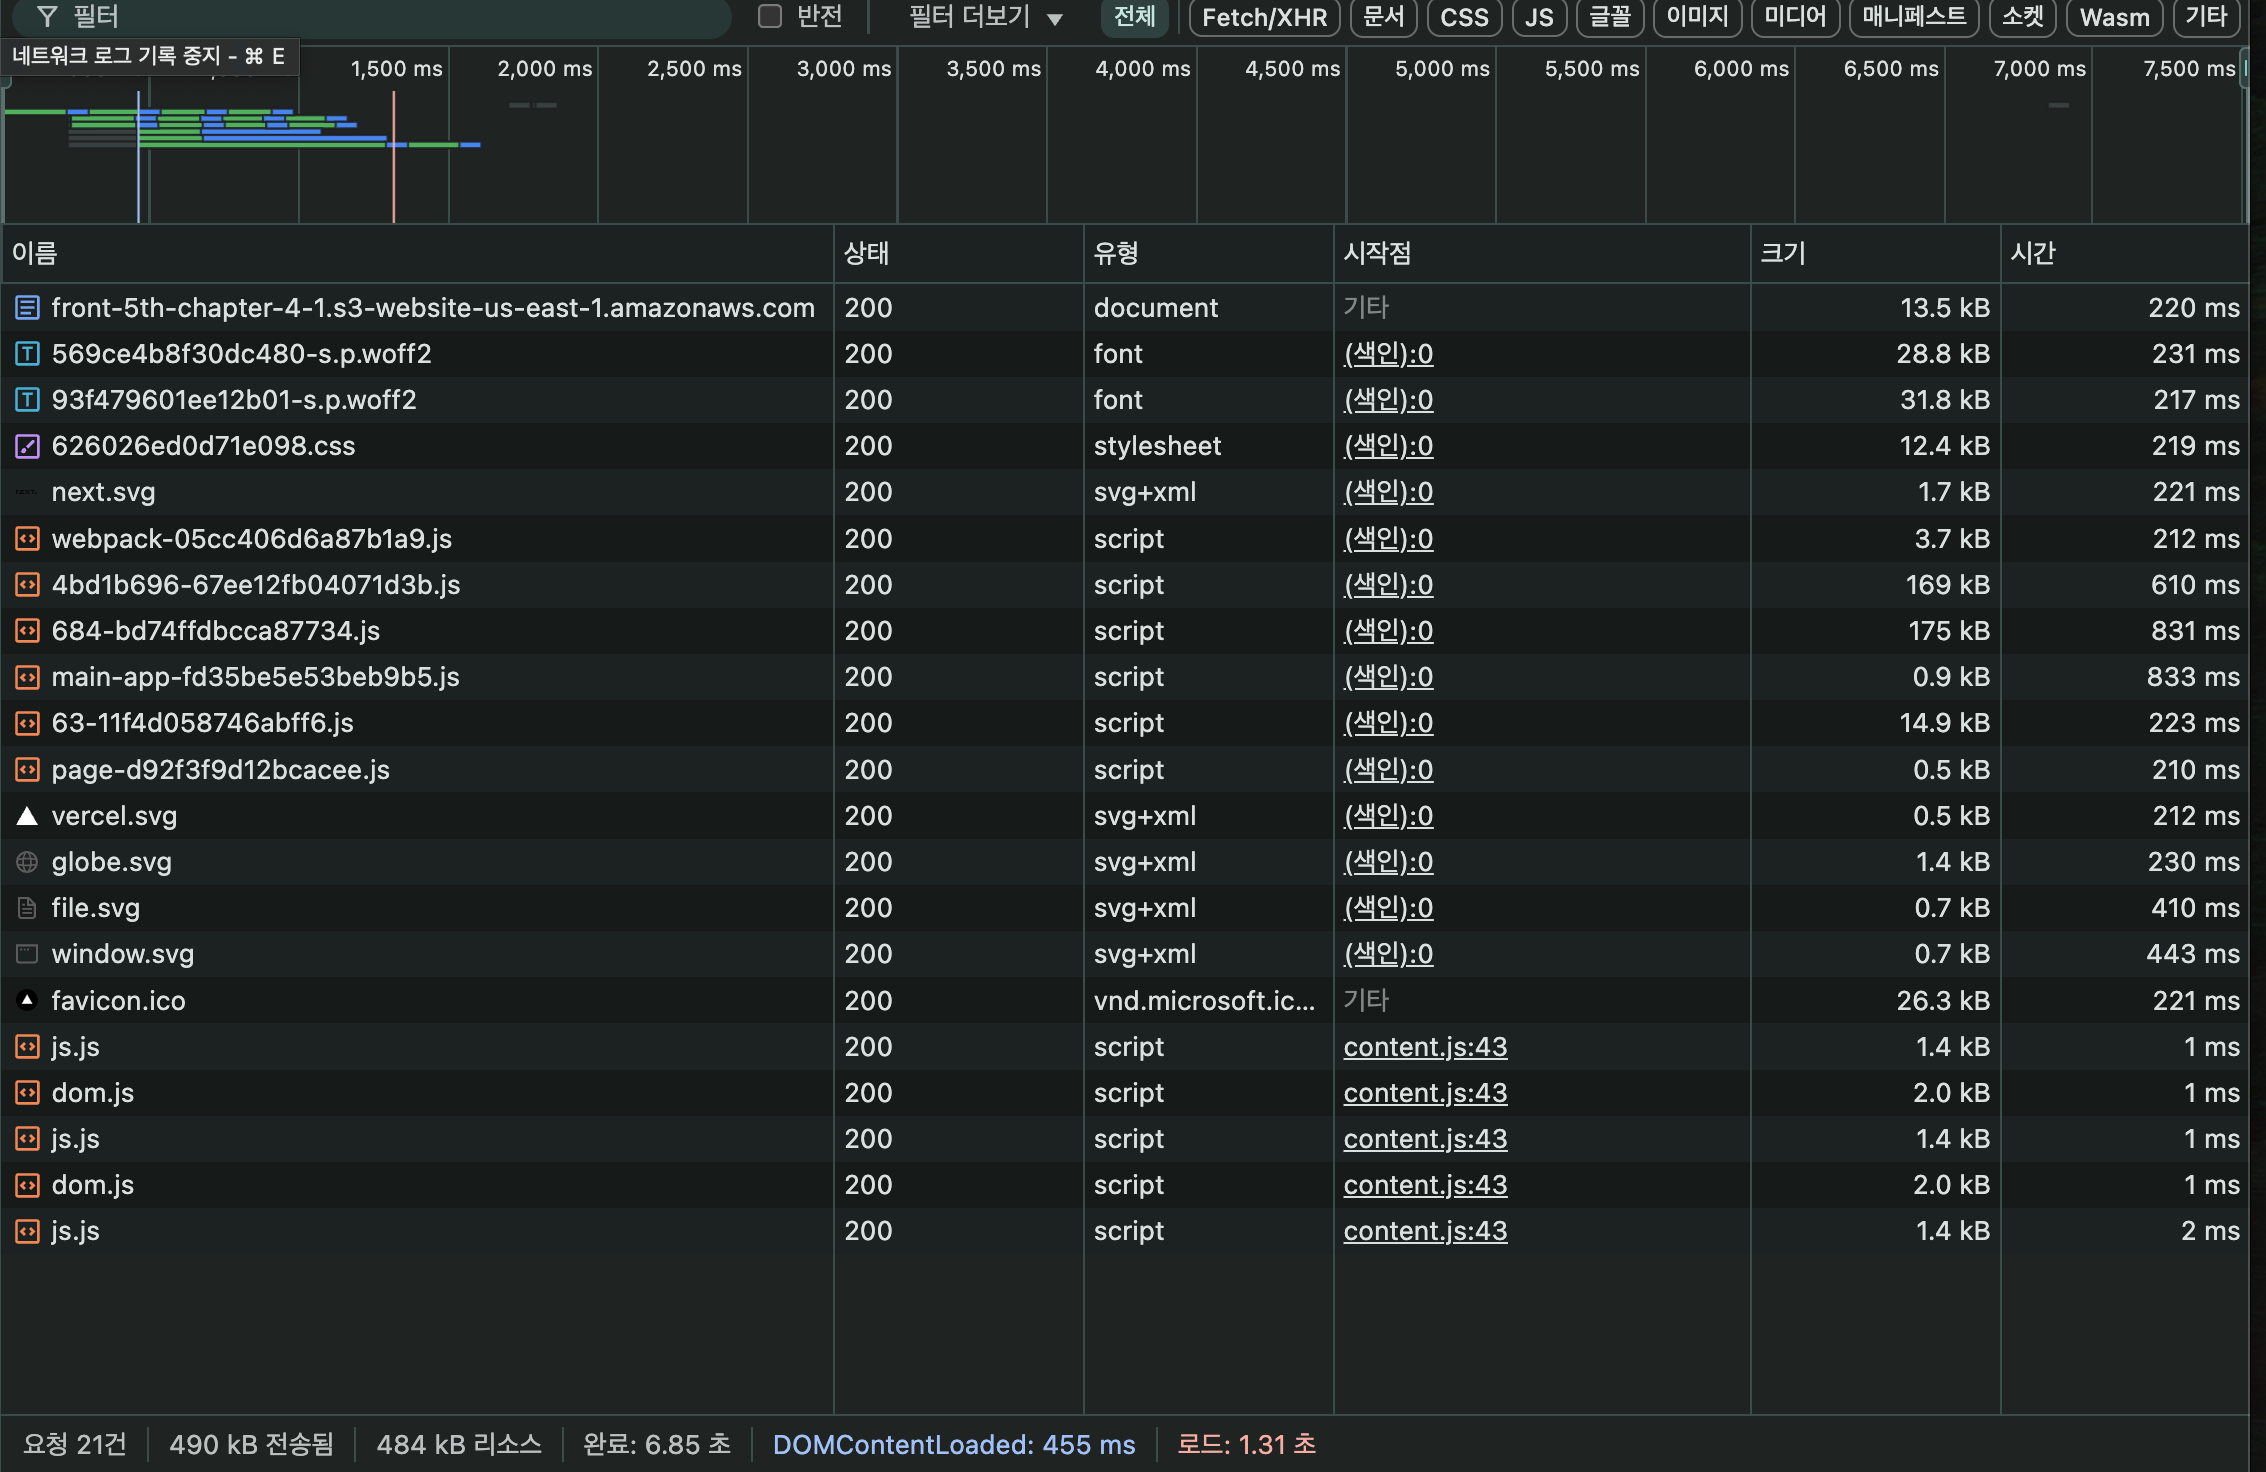 필터 반전 필터 더보기 전체 Fetch/XHR 문서 CSS JS 글꼴 이미지 미디어 매니페스트 소켓 Wasm 기타
네트워크 로그 기록 중지 - ⌘ E
1,500 ms 2,000 ms 2,500 ms 3,000 ms 3,500 ms 4,000 ms 4,500 ms 5,000 ms 5,500 ms 6,000 ms 6,500 ms 7,000 ms 7,500 ms
이름 상태 유형 시작점 크기 시간
front-5th-chapter-4-1.s3-website-us-east-1.amazonaws.com 200 document 기타 13.5 kB 220 ms
569ce4b8f30dc480-s.p.woff2 200 font (색인):0 28.8 kB 231 ms
93f479601ee12b01-s.p.woff2 200 font (색인):0 31.8 kB 217 ms
626026ed0d71e098.css 200 stylesheet (색인):0 12.4 kB 219 ms
next.svg 200 svg+xml (색인):0 1.7 kB 221 ms
webpack-05cc406d6a87b1a9.js 200 script (색인):0 3.7 kB 212 ms
4bd1b696-67ee12fb04071d3b.js 200 script (색인):0 169 kB 610 ms
684-bd74ffdbcca87734.js 200 script (색인):0 175 kB 831 ms
main-app-fd35be5e53beb9b5.js 200 script (색인):0 0.9 kB 833 ms
63-11f4d058746abff6.js 200 script (색인):0 14.9 kB 223 ms
page-d92f3f9d12bcacee.js 200 script (색인):0 0.5 kB 210 ms
vercel.svg 200 svg+xml (색인):0 0.5 kB 212 ms
globe.svg 200 svg+xml (색인):0 1.4 kB 230 ms
file.svg 200 svg+xml (색인):0 0.7 kB 410 ms
window.svg 200 svg+xml (색인):0 0.7 kB 443 ms
favicon.ico 200 vnd.microsoft.ic... 기타 26.3 kB 221 ms
js.js 200 script content.js:43 1.4 kB 1 ms
dom.js 200 script content.js:43 2.0 kB 1 ms
js.js 200 script content.js:43 1.4 kB 1 ms
dom.js 200 script content.js:43 2.0 kB 1 ms
js.js 200 script content.js:43 1.4 kB 2 ms
요청 21건 490 kB 전송됨 484 kB 리소스 완료: 6.85 초 DOMContentLoaded: 455 ms 로드: 1.31 초